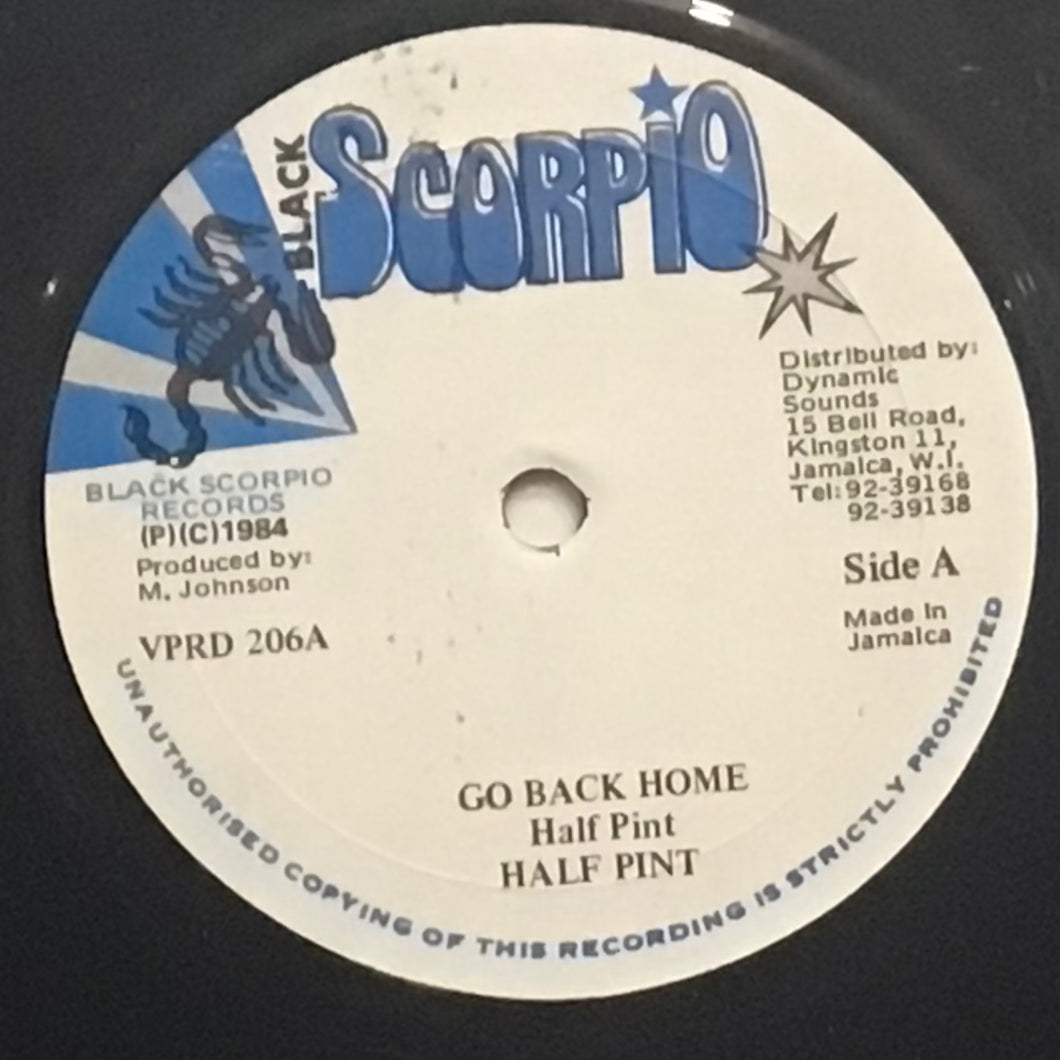 BLACK
SCORPiO
BLACK SCORPIO
RECORDS
(P)(C)1984
Produced by:
M. Johnson
VPRD 206A
Distributed by:
Dynamic
Sounds
15 Bell Road,
Kingston 11,
Jamaica, W.I.
Tel: 92-39168
92-39138
Side A
Made In
Jamaica
GO BACK HOME
Half Pint
HALF PINT
UNAUTHORISED COPYING OF THIS RECORDING IS STRICTLY PROHIBITED